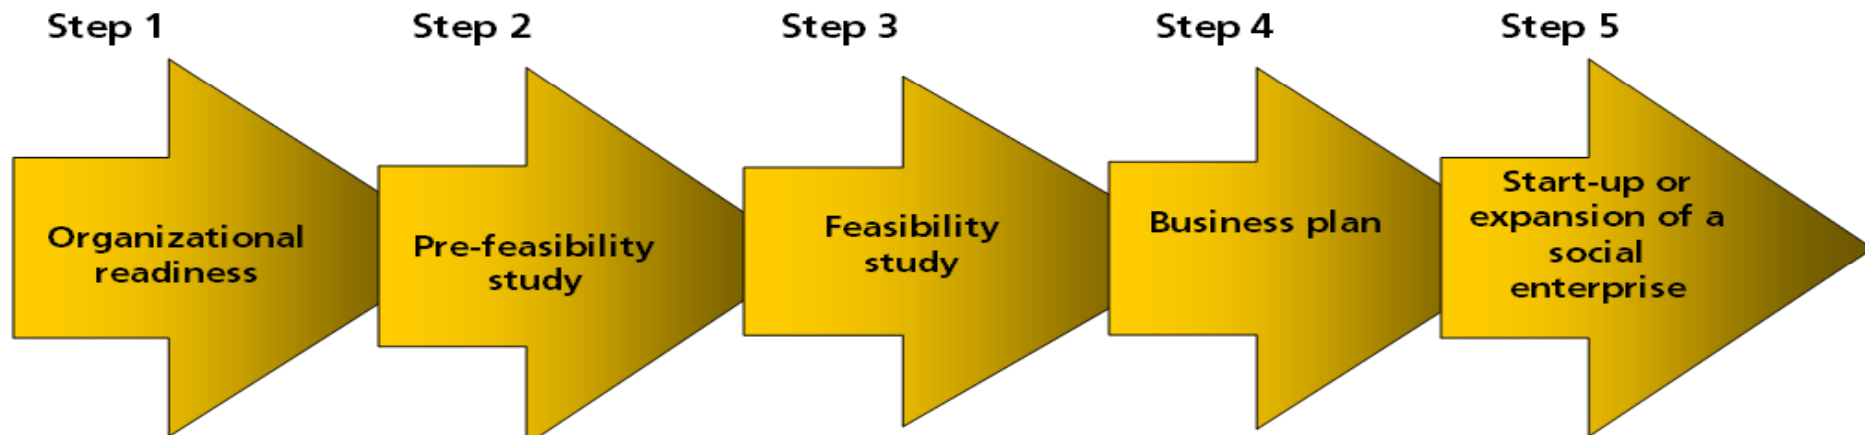 Step 1
Organizational
readiness
Step 2
Pre-feasibility
study
Step 3
Feasibility
study
Step 4
Business plan
Step 5
Start-up or
expansion of a
social
enterprise